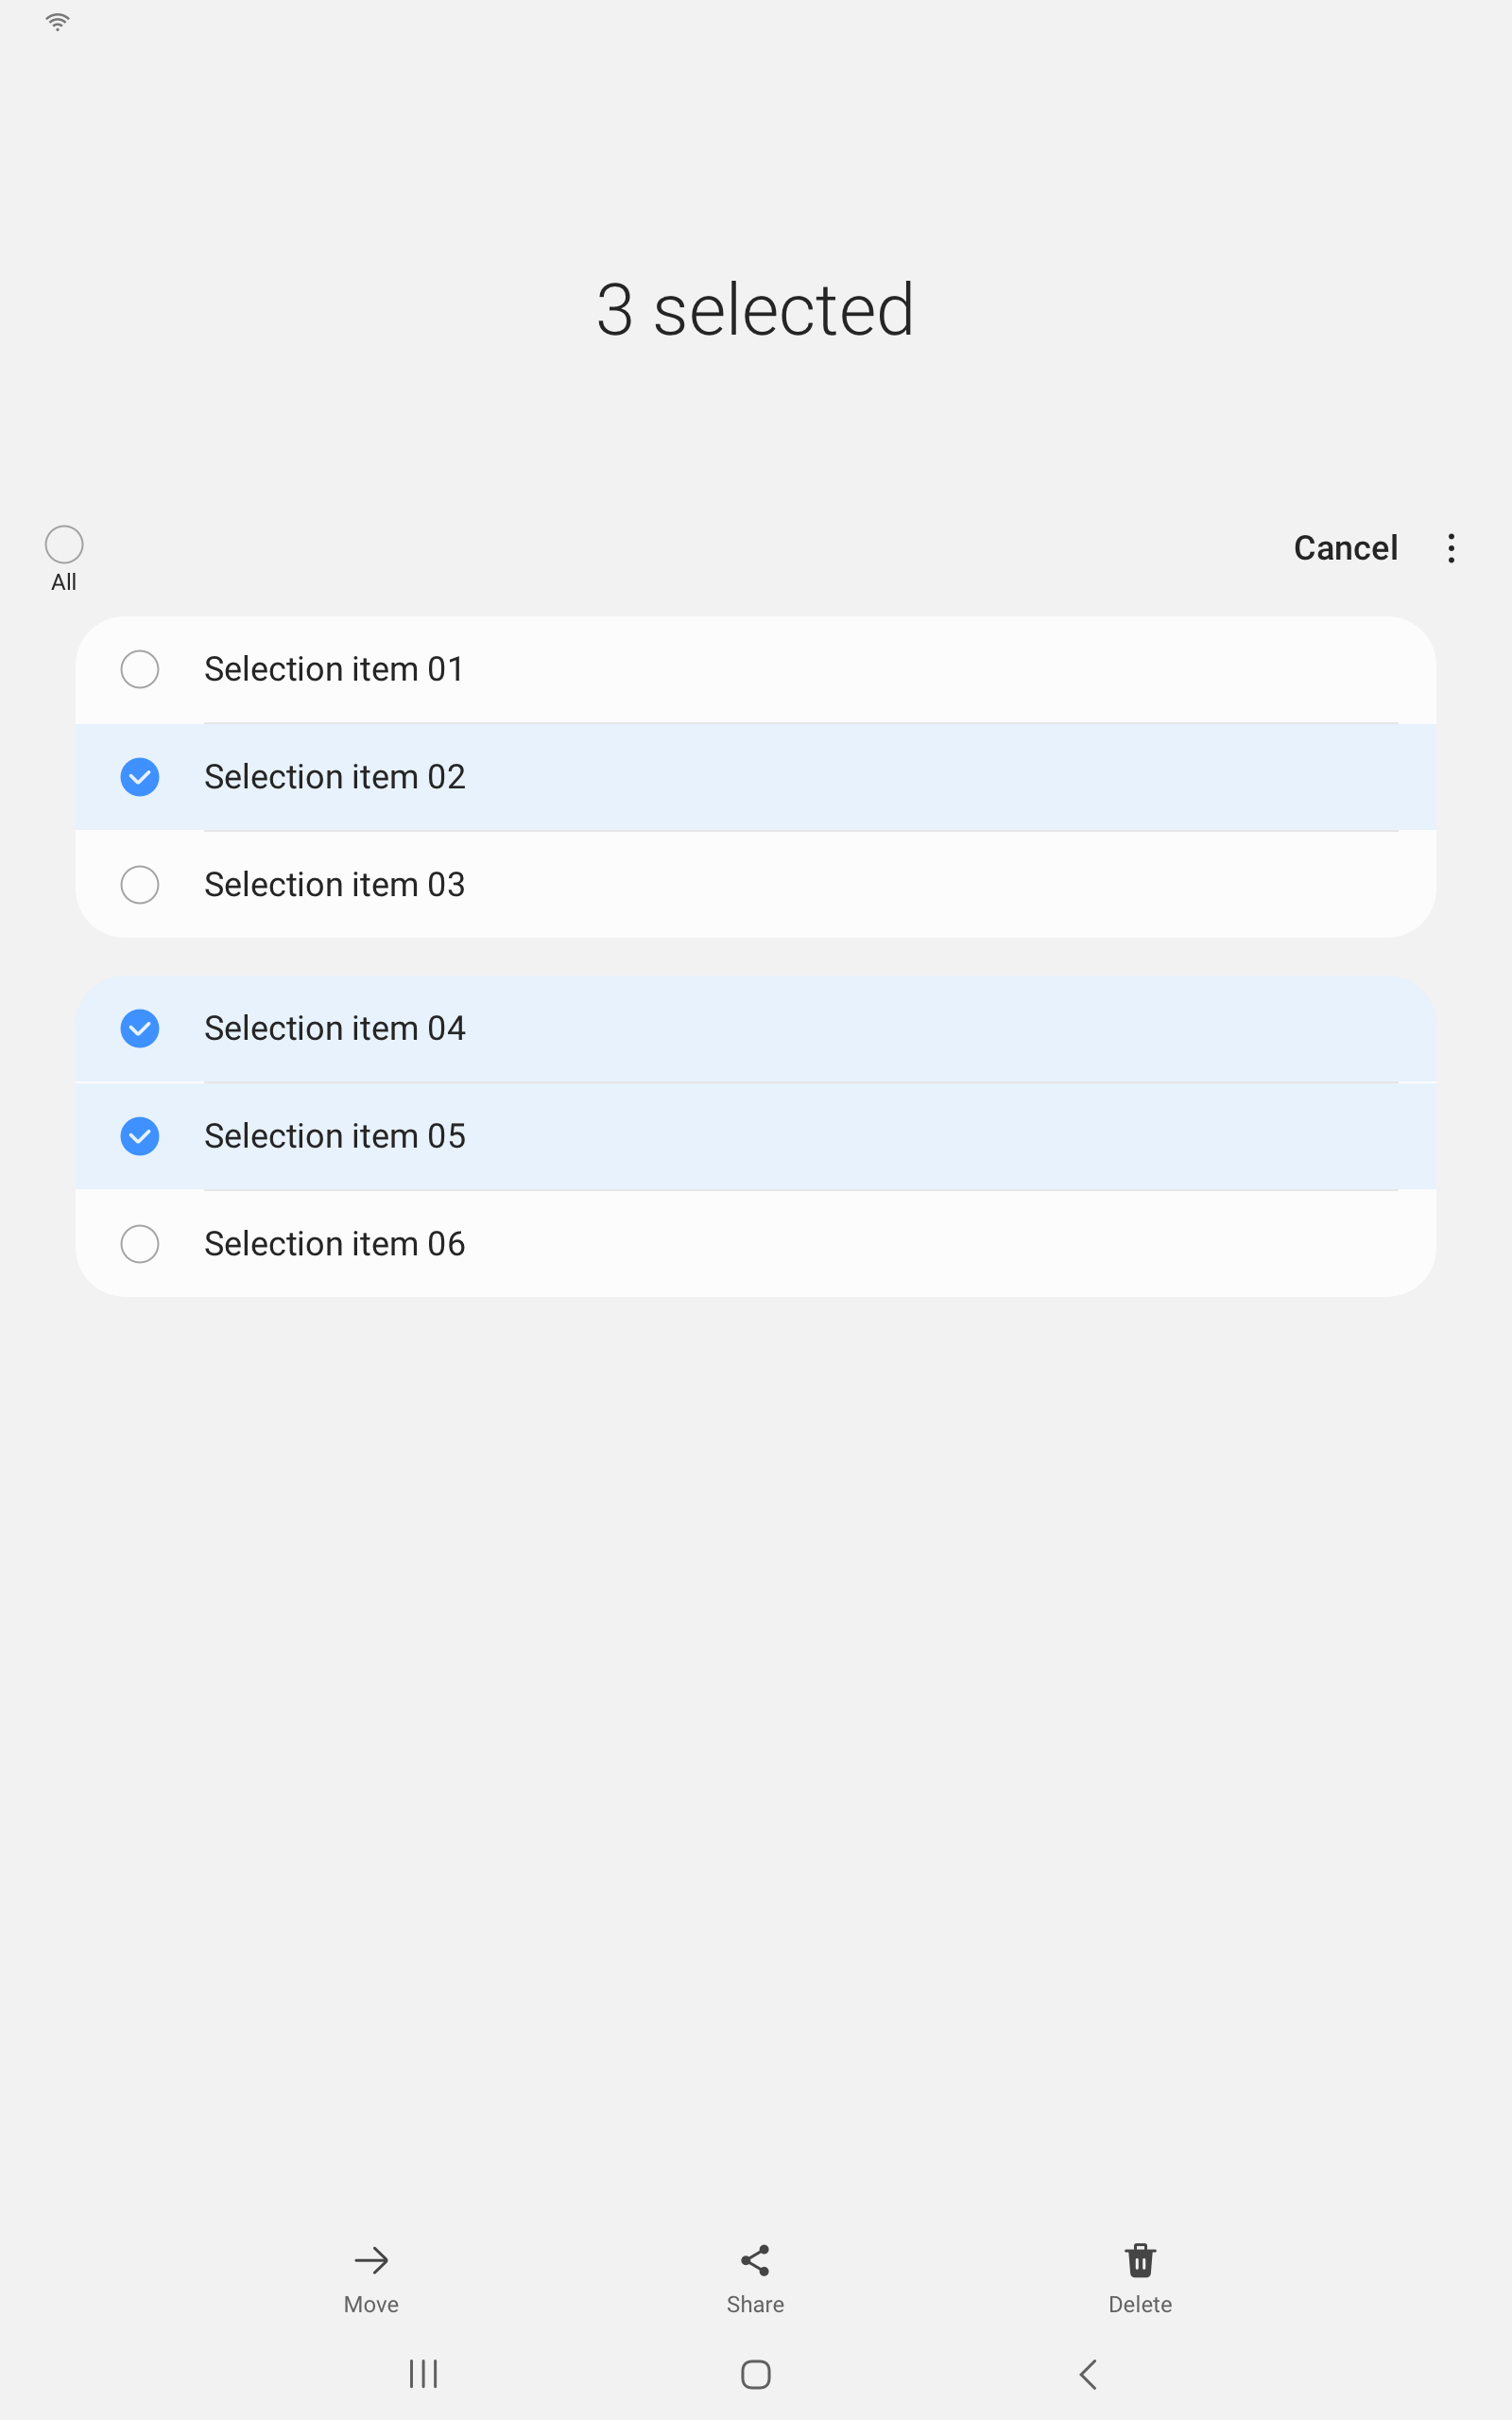 3 selected
All
Cancel
Selection item 01
Selection item 02
Selection item 03
Selection item 04
Selection item 05
Selection item 06
Move
Share
Delete